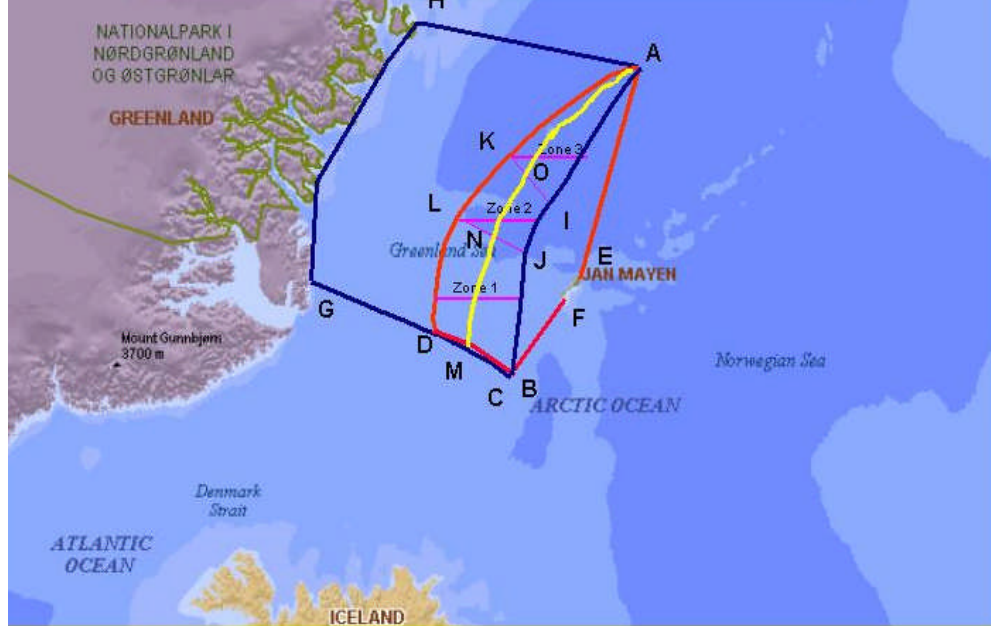 H
NATIONALPARK I
NØRDGRØNLAND
OG ØSTGRØNLAR
A
GREENLAND
K
Zone 3
O
L
Zone 2
I
N
Greenland Sea
J
E
JAN MAYEN
Zone 1
G
F
D
Mount Gunnbjørn
3700 m
M
Norwegian Sea
C
B
ARCTIC OCEAN
Denmark
Strait
ATLANTIC
OCEAN
ICELAND